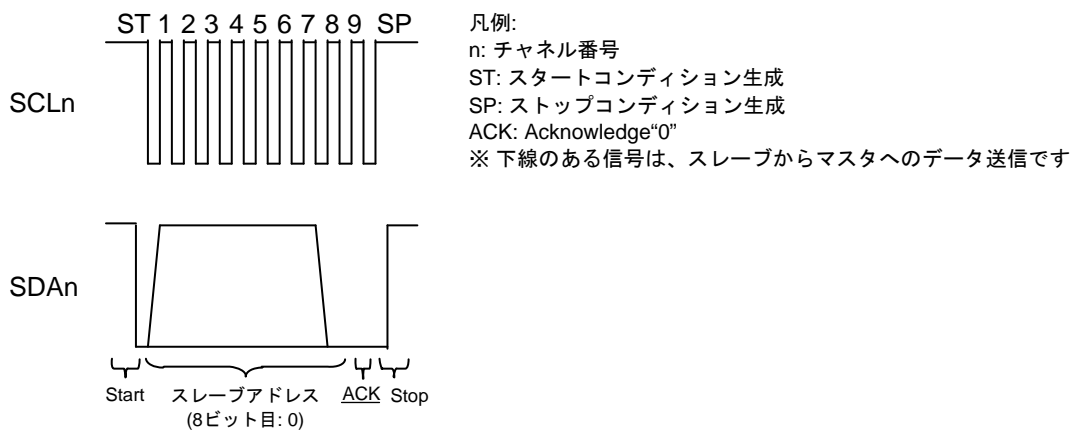 ST 1 2 3 4 5 6 7 8 9 SP
SCLn
凡例:
n: チャネル番号
ST: スタートコンディション生成
SP: ストップコンディション生成
ACK: Acknowledge“0”
※ 下線のある信号は、スレーブからマスタへのデータ送信です
SDAn
Start スレーブアドレス ACK Stop
(8ビット目: 0)